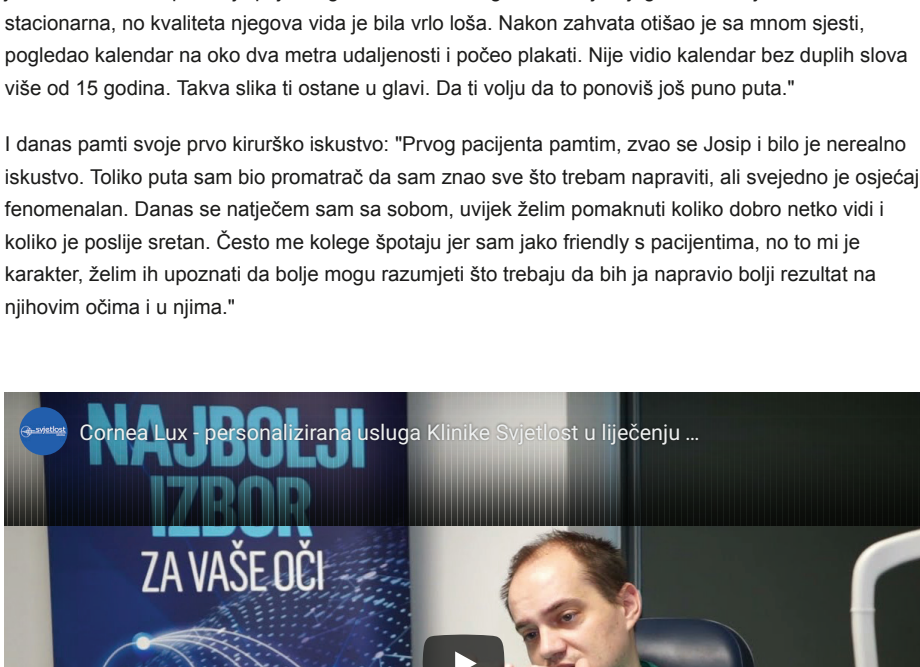 stacionarna, no kvaliteta njegova vida je bila vrlo loša. Nakon zahvata otišao je sa mnom sjesti,
pogledao kalendar na oko dva metra udaljenosti i počeo plakati. Nije vidio kalendar bez duplih slova
više od 15 godina. Takva slika ti ostane u glavi. Da ti volju da to ponoviš još puno puta."
I danas pamti svoje prvo kirurško iskustvo: "Prvog pacijenta pamtim, zvao se Josip i bilo je nerealno
iskustvo. Toliko puta sam bio promatrač da sam znao sve što trebam napraviti, ali svejedno je osjećaj
fenomenalan. Danas se natječem sam sa sobom, uvijek želim pomaknuti koliko dobro netko vidi i
koliko je poslije sretan. Često me kolege špotaju jer sam jako friendly s pacijentima, no to mi je
karakter, želim ih upoznati da bolje mogu razumjeti što trebaju da bih ja napravio bolji rezultat na
njihovim očima i u njima."
svjetlost
Cornea Lux - personalizirana usluga Klinike Svjetlost u liječenju ...
NAJBOLJI
IZBOR
ZA VAŠE OČI